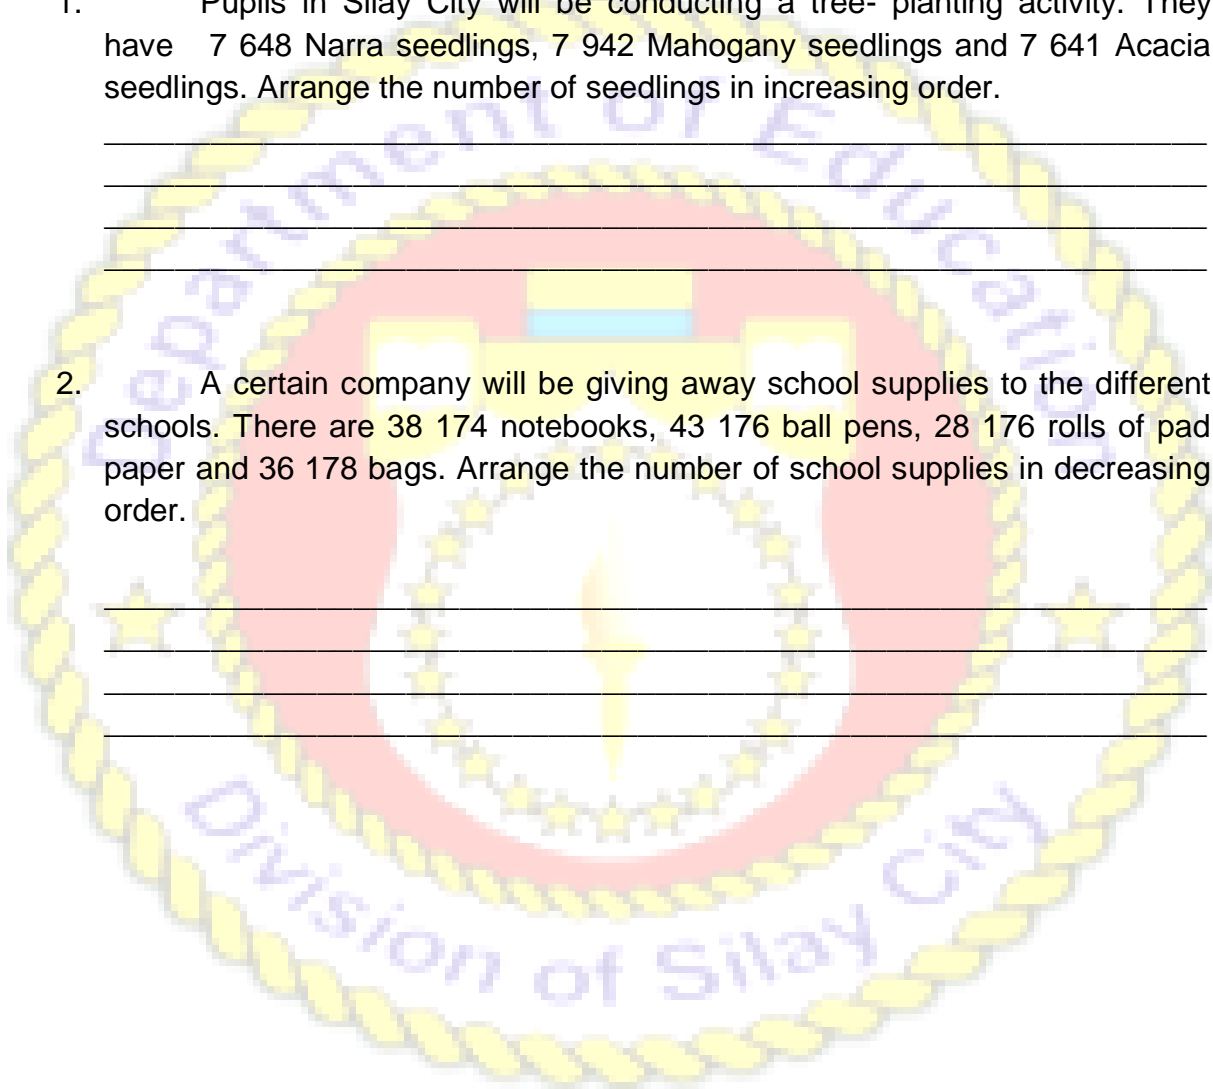 1. Pupils in Silay City will be conducting a tree- planting activity. They
have 7 648 Narra seedlings, 7 942 Mahogany seedlings and 7 641 Acacia
seedlings. Arrange the number of seedlings in increasing order.
Department of Education
2. A certain company will be giving away school supplies to the different
schools. There are 38 174 notebooks, 43 176 ball pens, 28 176 rolls of pad
paper and 36 178 bags. Arrange the number of school supplies in decreasing
order.
Division of Silay City